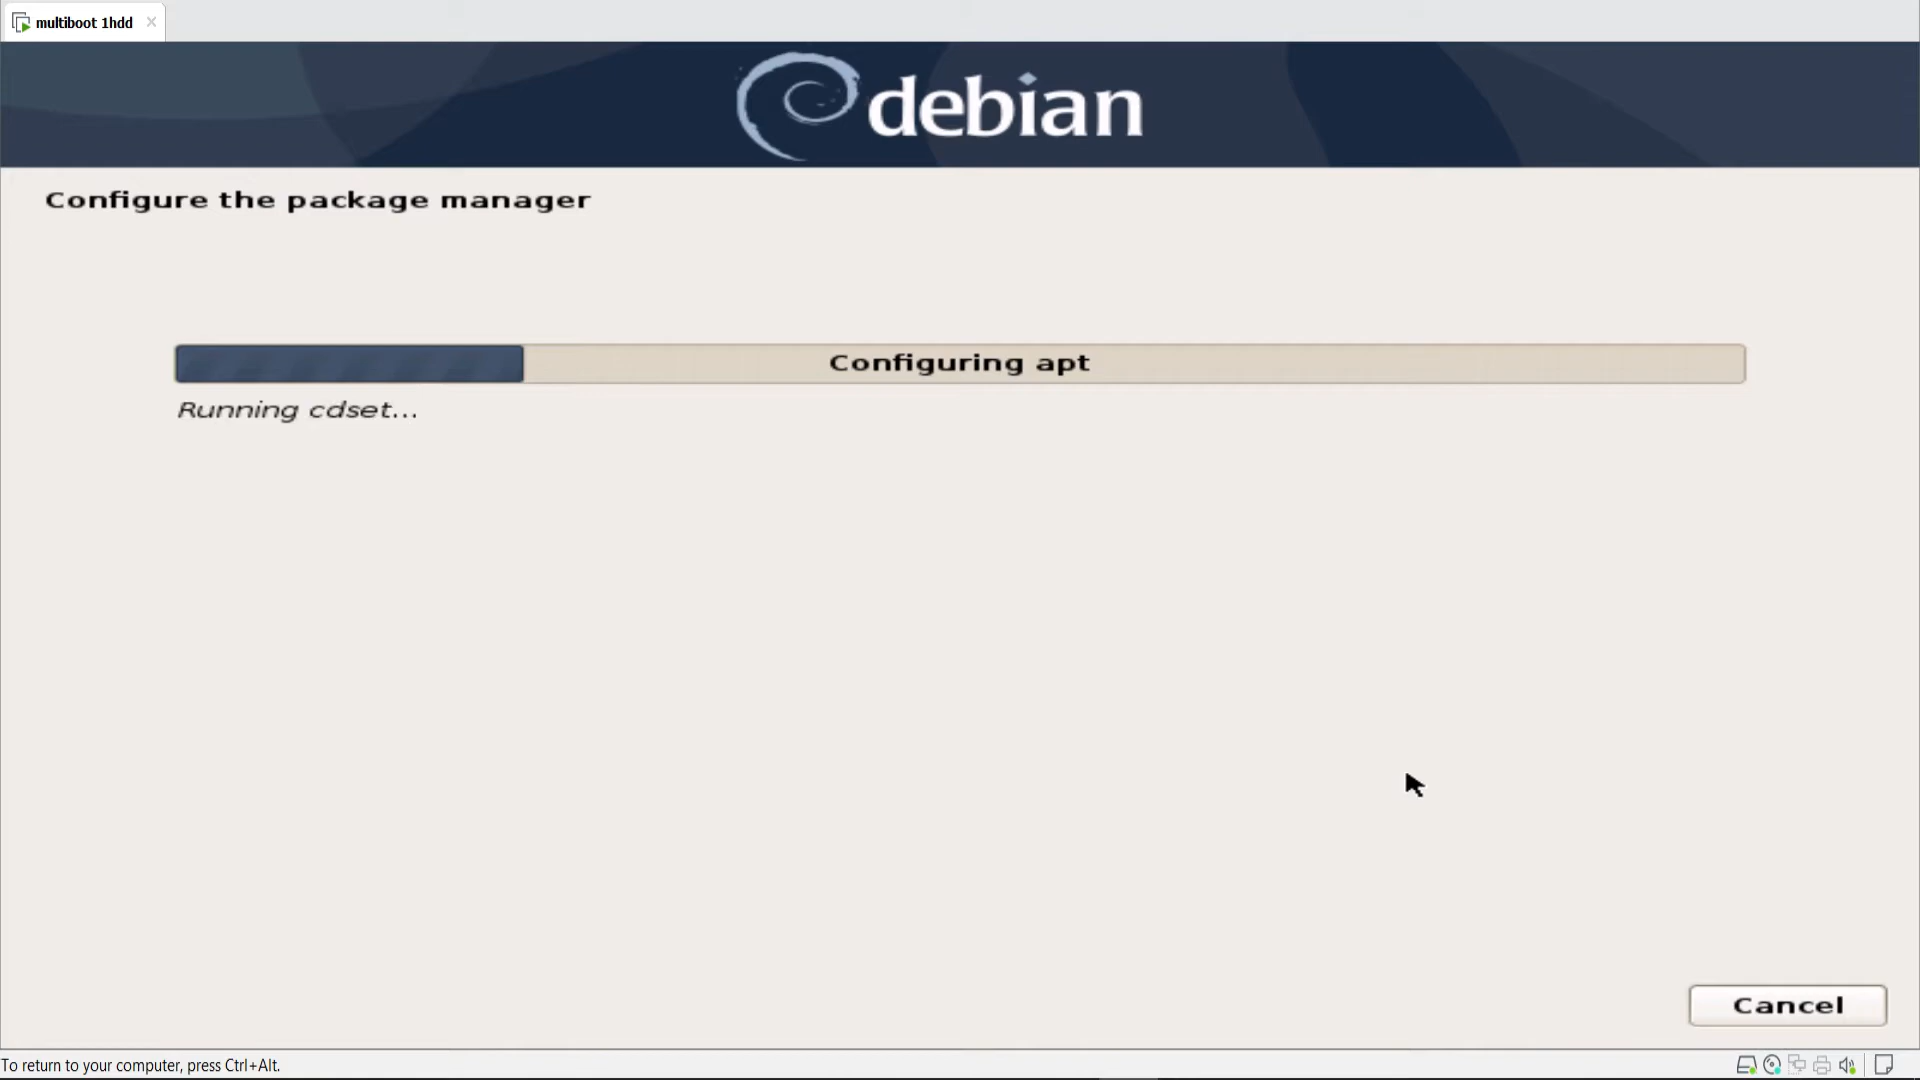 multiboot 1hdd
debian
Configure the package manager
Configuring apt
Running cdset...
Cancel
To return to your computer, press Ctrl+Alt.